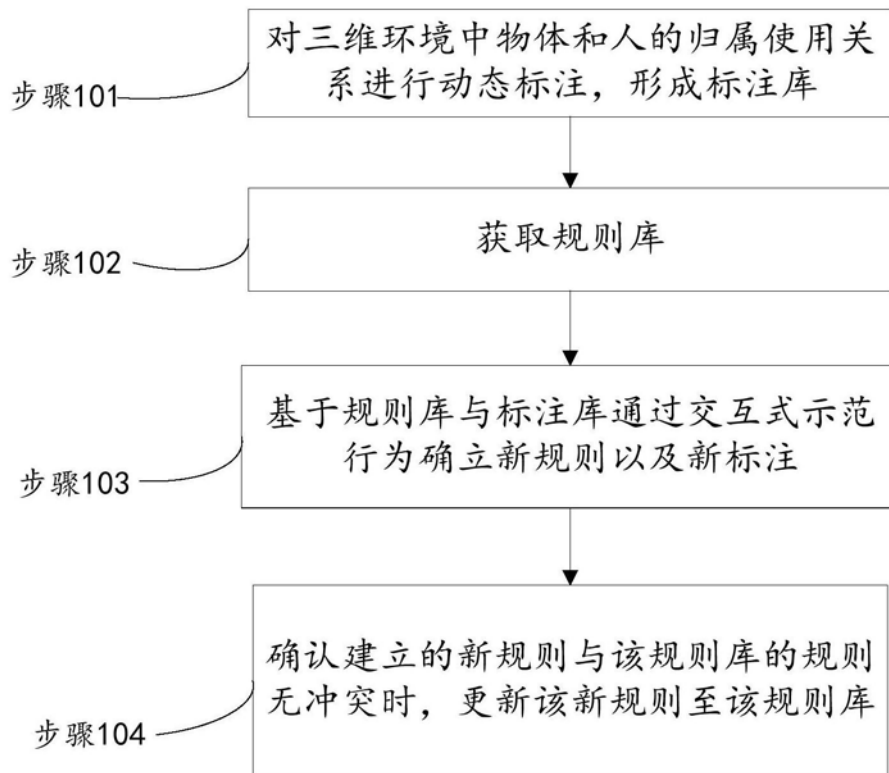 对三维环境中物体和人的归属使用关
系进行动态标注，形成标注库
步骤101
获取规则库
步骤102
基于规则库与标注库通过交互式示范
行为确立新规则以及新标注
步骤103
确认建立的新规则与该规则库的规则
无冲突时，更新该新规则至该规则库
步骤104